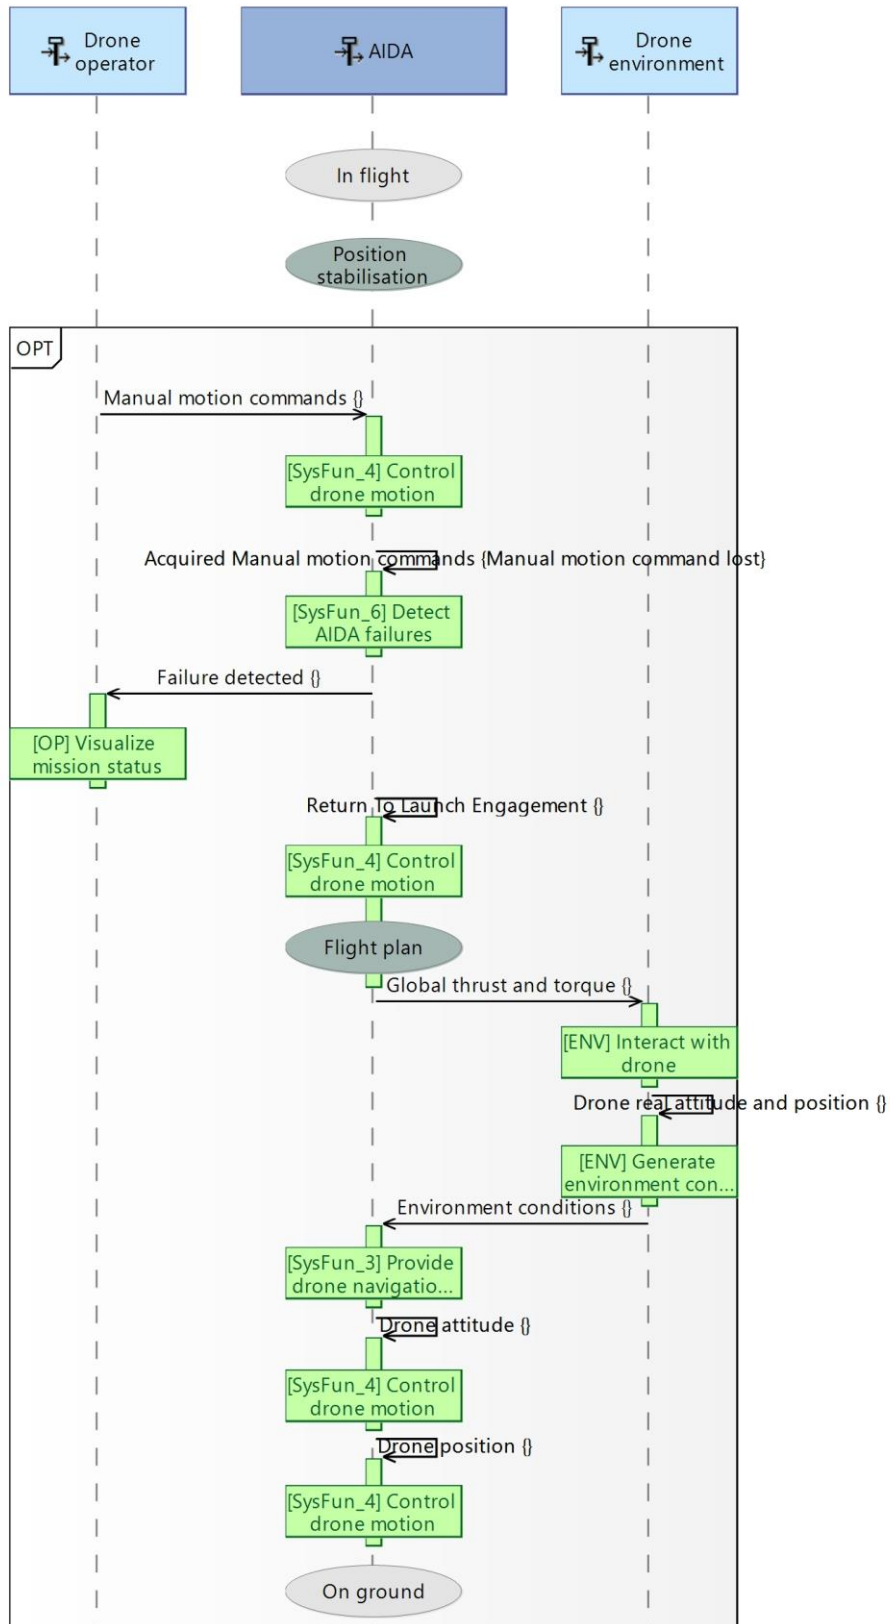 Drone
operator
AIDA
Drone
environment
In flight
Position
stabilisation
OPT
Manual motion commands {}
[SysFun_4] Control
drone motion
Acquired Manual motion commands {Manual motion command lost}
[SysFun_6] Detect
AIDA failures
Failure detected {}
[OP] Visualize
mission status
Return To Launch Engagement {}
[SysFun_4] Control
drone motion
Flight plan
Global thrust and torque {}
[ENV] Interact with
drone
Drone real attitude and position {}
[ENV] Generate
environment con...
Environment conditions {}
[SysFun_3] Provide
drone navigatio...
Drone attitude {}
[SysFun_4] Control
drone motion
Drone position {}
[SysFun_4] Control
drone motion
On ground